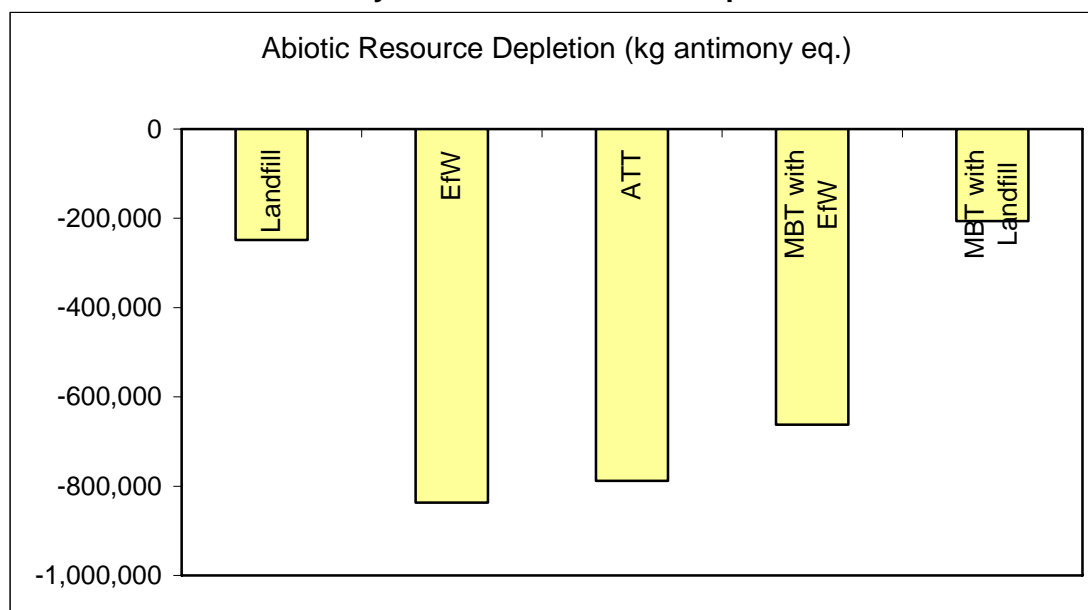 Abiotic Resource Depletion (kg antimony eq.)
0
-200,000
-400,000
-600,000
-800,000
-1,000,000
Landfill
EfW
ATT
MBT with
EfW
MBT with
Landfill